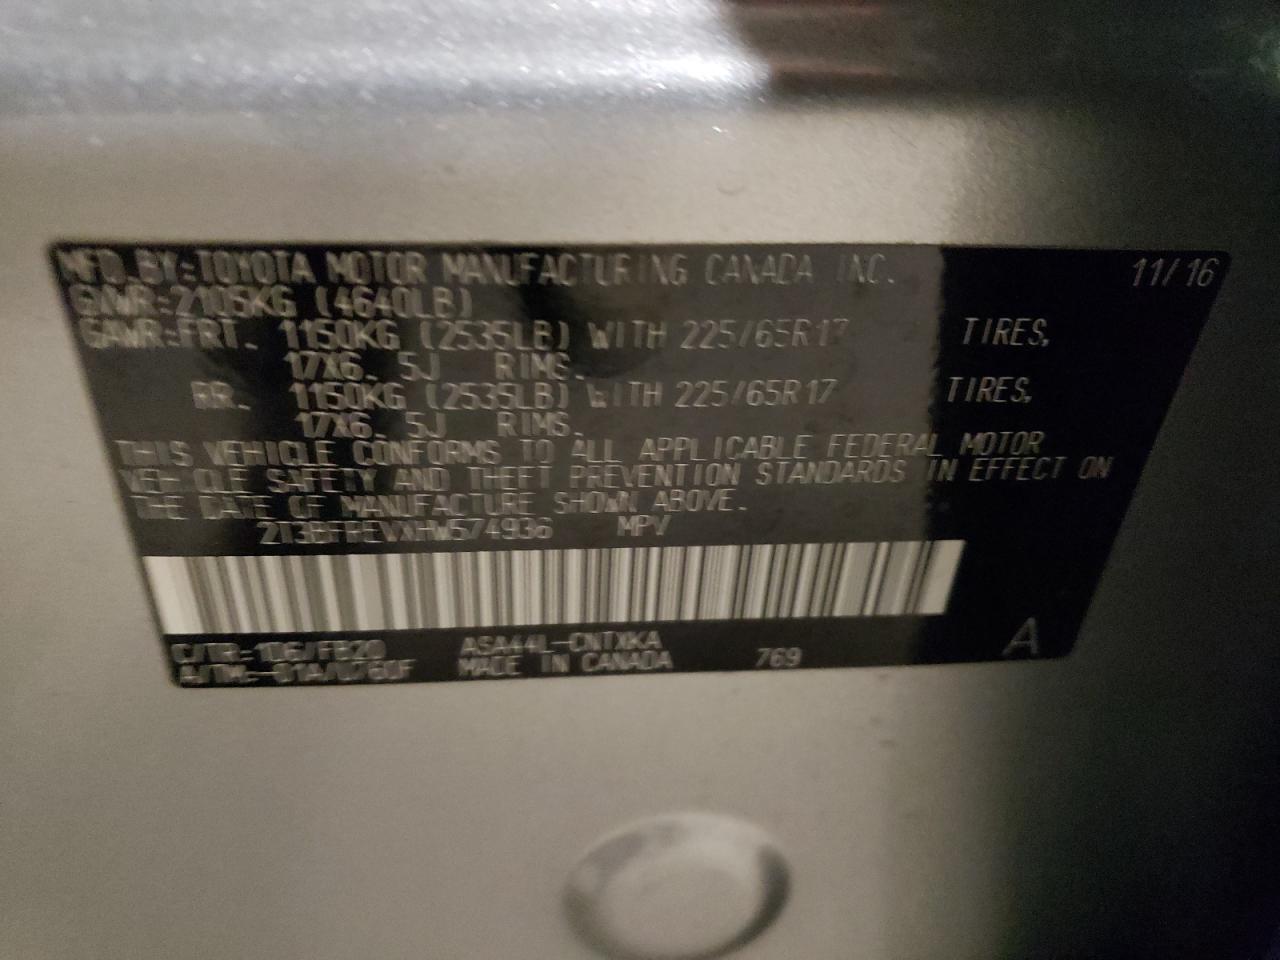 MFD. BY:TOYOTA MOTOR MANUFACTURING CANADA INC. 11/16
GVWR:2105KG (4640LB)
GAWR:FRT. 1150KG (2535LB) WITH 225/65R17 TIRES,
17X6. 5J RIMS.
RR. 1150KG (2535LB) WITH 225/65R17 TIRES,
17X6. 5J RIMS.
THIS VEHICLE CONFORMS TO ALL APPLICABLE FEDERAL MOTOR
VEHICLE SAFETY AND THEFT PREVENTION STANDARDS IN EFFECT ON
THE DATE OF MANUFACTURE SHOWN ABOVE.
2T3BFREVXHW574936 MPV
C/TR: ASA44L-CNTXKA
MADE IN CANADA 769 A